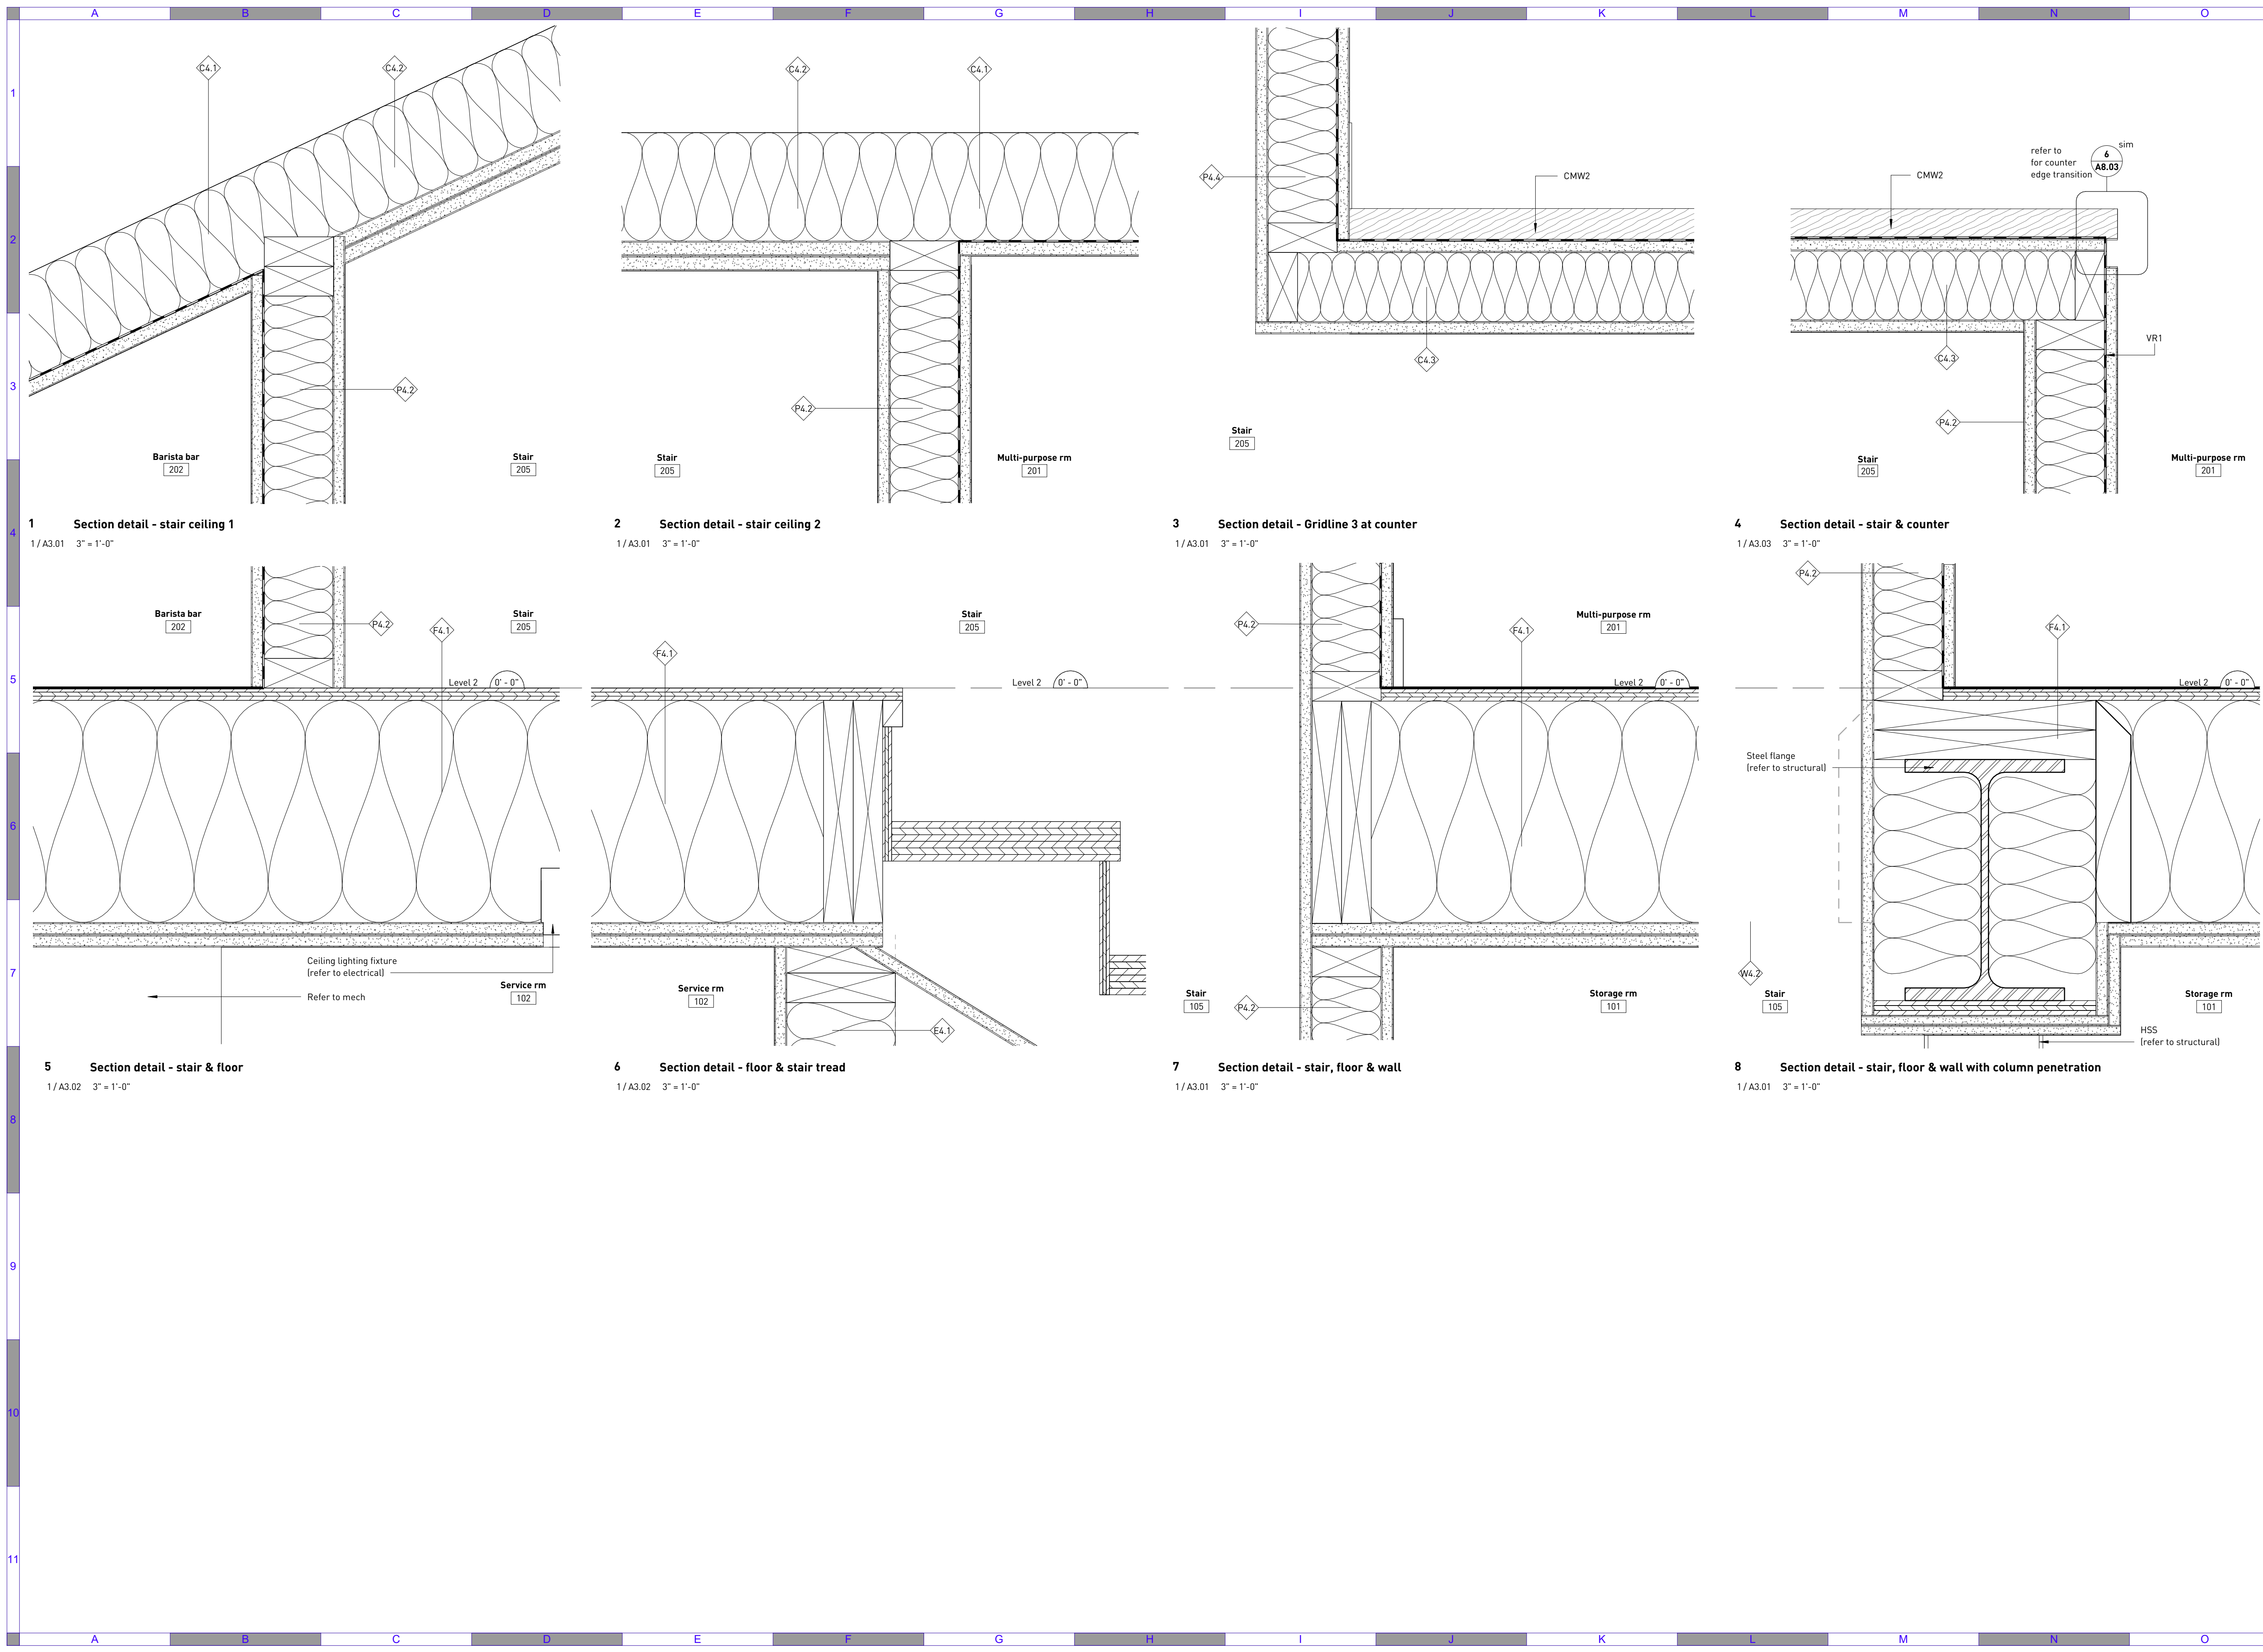 A B C D E F G H I J K L M N O
1
2
3
4
5
6
7
8
9
10
11
C4.1
C4.2
P4.2
Barista bar
202
Stair
205
1 Section detail - stair ceiling 1
1 / A3.01 3" = 1'-0"
C4.2
C4.1
P4.2
Stair
205
Multi-purpose rm
201
2 Section detail - stair ceiling 2
1 / A3.01 3" = 1'-0"
P4.4
CMW2
C4.3
Stair
205
3 Section detail - Gridline 3 at counter
1 / A3.01 3" = 1'-0"
CMW2
refer to
for counter
edge transition
6
A8.03
sim
VR1
C4.3
P4.2
Stair
205
Multi-purpose rm
201
4 Section detail - stair & counter
1 / A3.03 3" = 1'-0"
Barista bar
202
P4.2
F4.1
Stair
205
Level 2 0' - 0"
Ceiling lighting fixture
(refer to electrical)
Refer to mech
Service rm
102
5 Section detail - stair & floor
1 / A3.02 3" = 1'-0"
F4.1
Stair
205
Level 2 0' - 0"
Service rm
102
E4.1
6 Section detail - floor & stair tread
1 / A3.02 3" = 1'-0"
P4.2
F4.1
Multi-purpose rm
201
Level 2 0' - 0"
Stair
105
P4.2
Storage rm
101
7 Section detail - stair, floor & wall
1 / A3.01 3" = 1'-0"
P4.2
F4.1
Level 2 0' - 0"
Steel flange
(refer to structural)
W4.2
Stair
105
Storage rm
101
HSS
(refer to structural)
8 Section detail - stair, floor & wall with column penetration
1 / A3.01 3" = 1'-0"
A B C D E F G H I J K L M N O